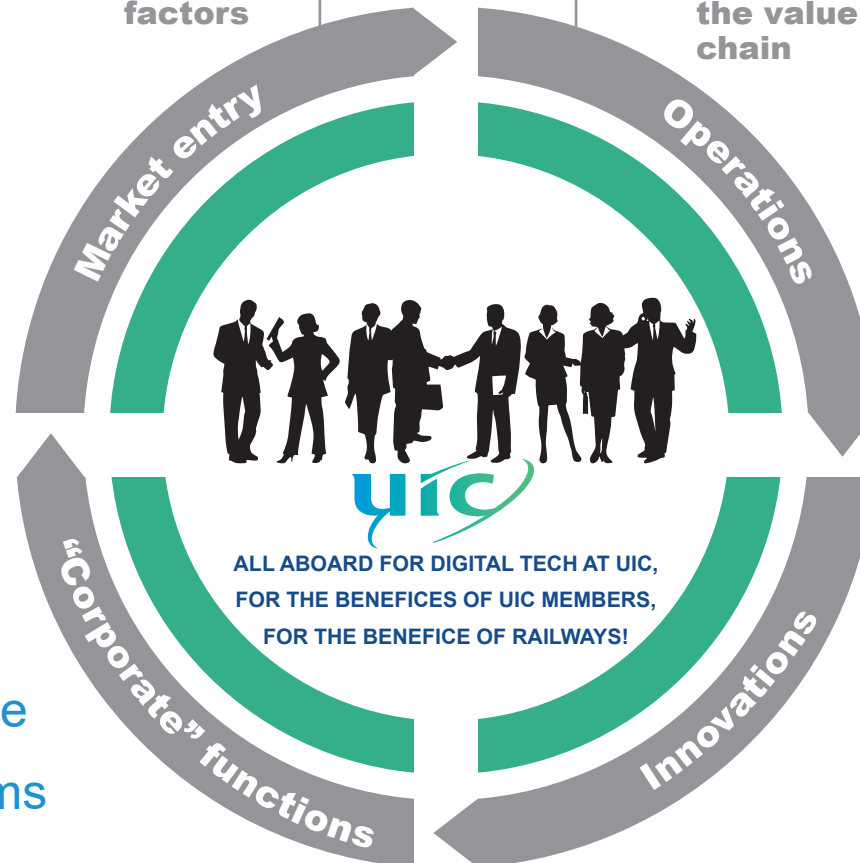 factors
the value
chain
Market entry
Operations
uic
ALL ABOARD FOR DIGITAL TECH AT UIC,
FOR THE BENEFICES OF UIC MEMBERS,
FOR THE BENEFICE OF RAILWAYS!
“Corporate” functions
Innovations
e
ms